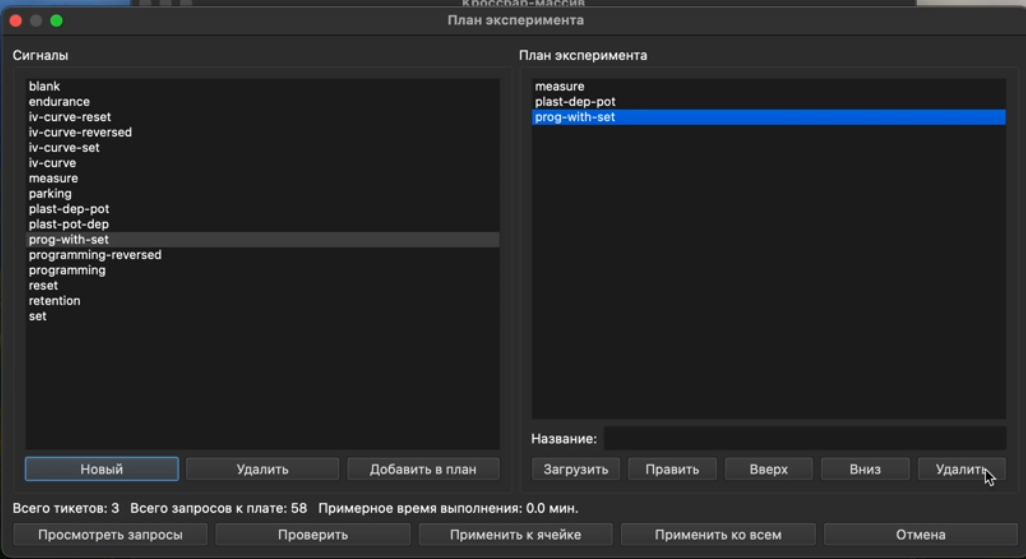 Кроссбар-массив
План эксперимента
Сигналы
blank
endurance
iv-curve-reset
iv-curve-reversed
iv-curve-set
iv-curve
measure
parking
plast-dep-pot
plast-pot-dep
prog-with-set
programming-reversed
programming
reset
retention
set
Новый
Удалить
Добавить в план
План эксперимента
measure
plast-dep-pot
prog-with-set
Название:
Загрузить
Править
Вверх
Вниз
Удалить
Всего тикетов: 3 Всего запросов к плате: 58 Примерное время выполнения: 0.0 мин.
Просмотреть запросы
Проверить
Применить к ячейке
Применить ко всем
Отмена